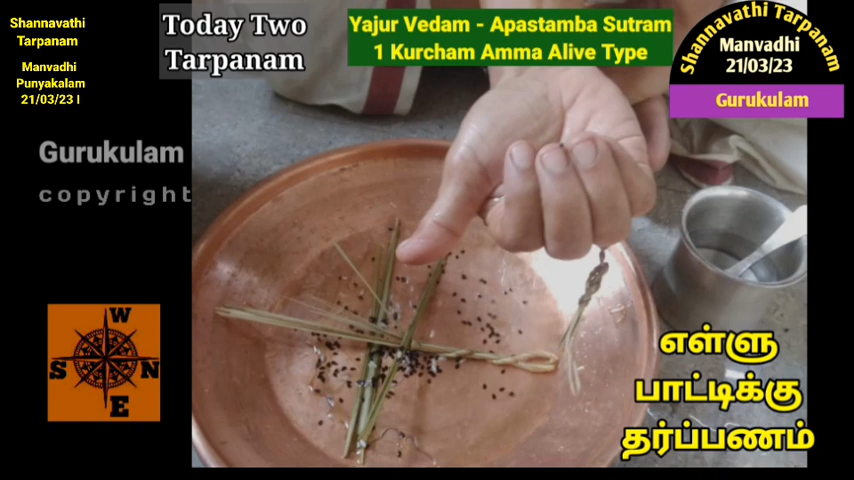 Shannavathi
Tarpanam
Manvadhi
Punyakalam
21/03/23 I
Today Two
Tarpanam
Yajur Vedam - Apastamba Sutram
1 Kurcham Amma Alive Type
Shannavathi Tarpanam
Manvadhi
21/03/23
Gurukulam
Gurukulam
copyright
W
S
N
E
எள்ளு
பாட்டிக்கு
தர்ப்பணம்